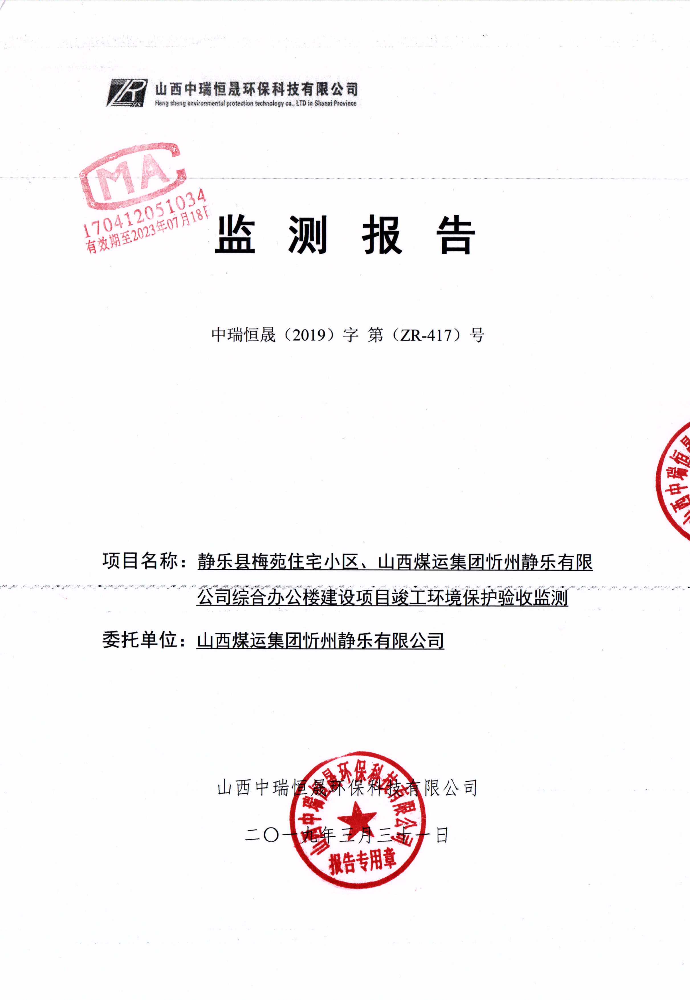 山西中瑞恒晟环保科技有限公司
Heng sheng environmental protection technology co., LTD in Shanxi Province
MA
170412051034
有效期至2023年07月18日
监测报告
中瑞恒晟（2019）字 第（ZR-417）号
山西中瑞恒晟
项目名称：静乐县梅苑住宅小区、山西煤运集团忻州静乐有限
公司综合办公楼建设项目竣工环境保护验收监测
委托单位：山西煤运集团忻州静乐有限公司
山西中瑞恒晟环保科技有限公司
二〇一九年三月三十一日
山西中瑞恒晟环保科技有限公司
报告专用章